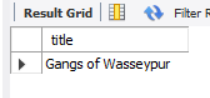 Result Grid Filter R
title
Gangs of Wasseypur